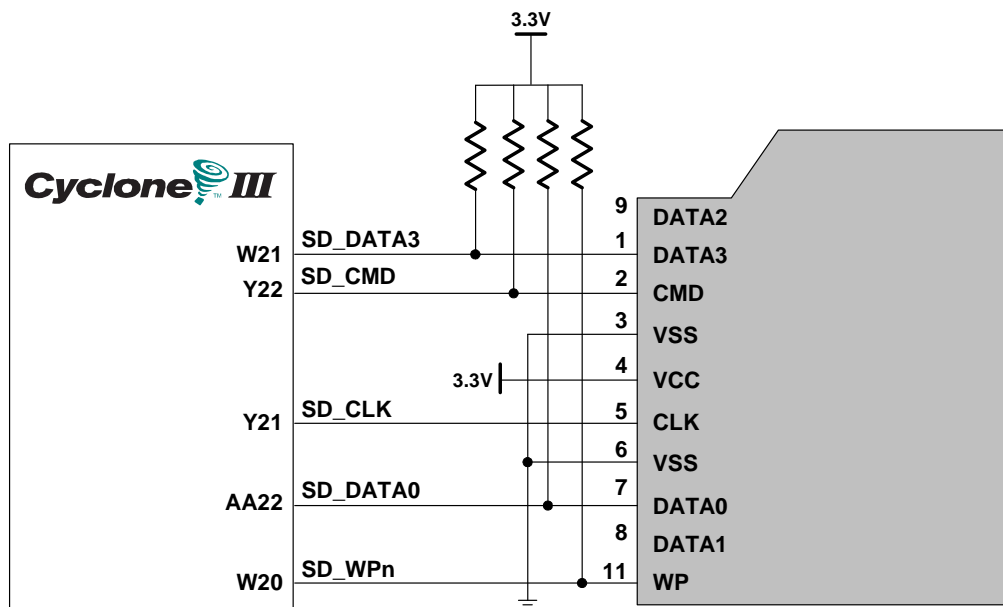 3.3V
Cyclone III
TM
9 DATA2
W21 SD_DATA3 1 DATA3
Y22 SD_CMD 2 CMD
3 VSS
3.3V 4 VCC
Y21 SD_CLK 5 CLK
6 VSS
AA22 SD_DATA0 7 DATA0
8 DATA1
W20 SD_WPn 11 WP